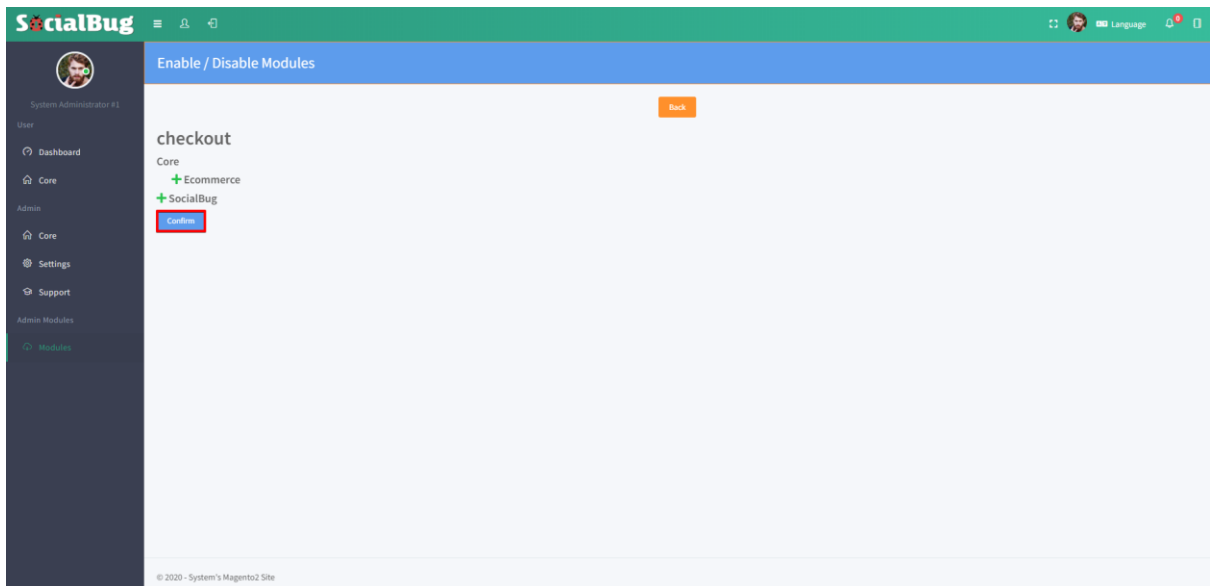 SocialBug
Language
0
System Administrator #1
User
Dashboard
Core
Admin
Core
Settings
Support
Admin Modules
Modules
Enable / Disable Modules
Back
checkout
Core
Ecommerce
SocialBug
Confirm
© 2020 - System's Magento2 Site